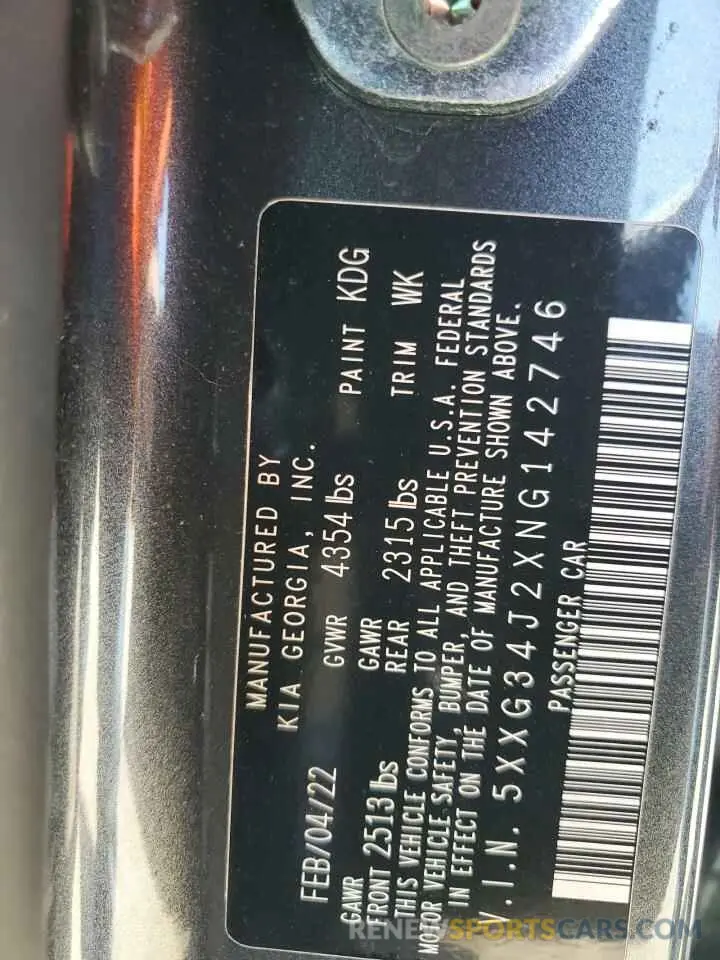 MANUFACTURED BY
KIA GEORGIA, INC.
FEB/04/22 GVWR 4354 lbs PAINT KDG
GAWR GAWR
FRONT 2513 lbs REAR 2315 lbs TRIM WK
THIS VEHICLE CONFORMS TO ALL APPLICABLE U.S.A. FEDERAL
MOTOR VEHICLE SAFETY, BUMPER, AND THEFT PREVENTION STANDARDS
IN EFFECT ON THE DATE OF MANUFACTURE SHOWN ABOVE.
V.I.N. 5XXG34J2XNG142746
PASSENGER CAR
RENEWSPORTSCARS.COM